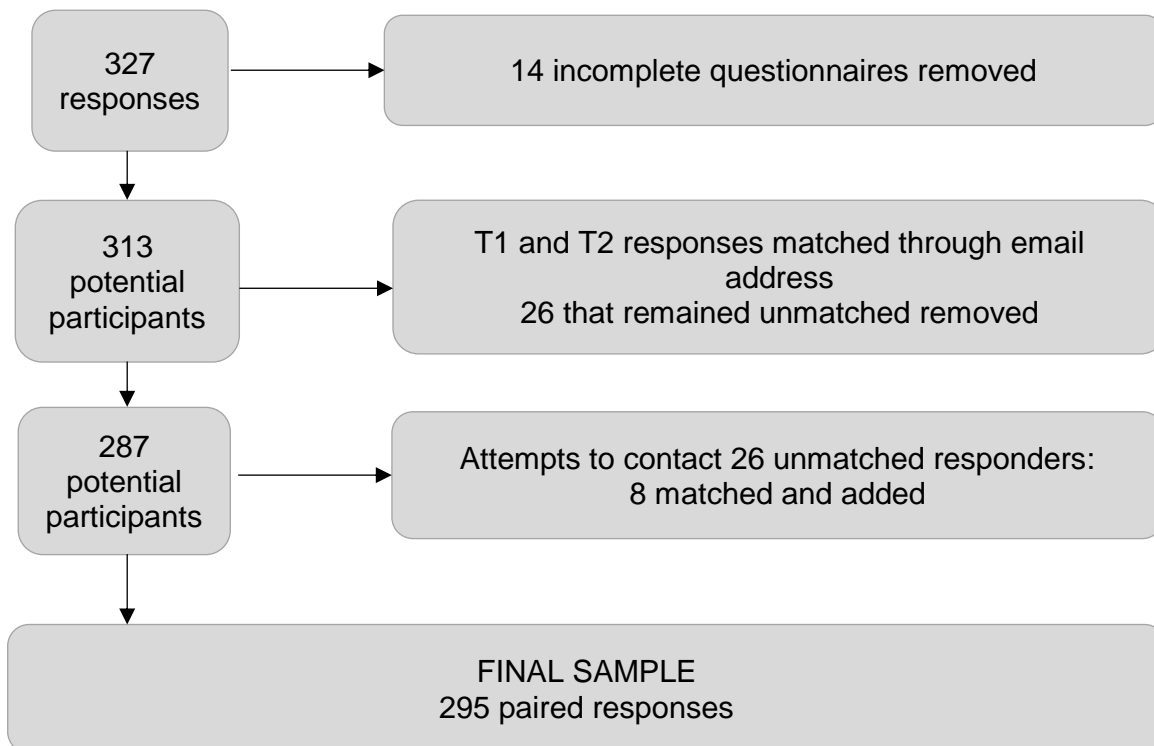 327
responses
14 incomplete questionnaires removed
313
potential
participants
T1 and T2 responses matched through email
address
26 that remained unmatched removed
287
potential
participants
Attempts to contact 26 unmatched responders:
8 matched and added
FINAL SAMPLE
295 paired responses